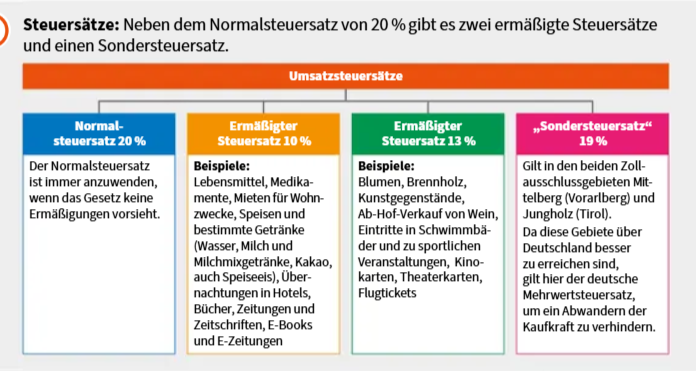 Steuersätze: Neben dem Normalsteuersatz von 20 % gibt es zwei ermäßigte Steuersätze
und einen Sondersteuersatz.
Umsatzsteuersätze
Normal-
steuersatz 20 %
Der Normalsteuersatz
ist immer anzuwenden,
wenn das Gesetz keine
Ermäßigungen vorsieht.
Ermäßigter
Steuersatz 10 %
Beispiele:
Lebensmittel, Medika-
mente, Mieten für Wohn-
zwecke, Speisen und
bestimmte Getränke
(Wasser, Milch und
Milchmixgetränke, Kakao,
auch Speiseeis), Über-
nachtungen in Hotels,
Bücher, Zeitungen und
Zeitschriften, E-Books
und E-Zeitungen
Ermäßigter
Steuersatz 13 %
Beispiele:
Blumen, Brennholz,
Kunstgegenstände,
Ab-Hof-Verkauf von Wein,
Eintritte in Schwimmbä-
der und zu sportlichen
Veranstaltungen, Kino-
karten, Theaterkarten,
Flugtickets
„Sondersteuersatz“
19 %
Gilt in den beiden Zoll-
ausschlussgebieten Mit-
telberg (Vorarlberg) und
Jungholz (Tirol).
Da diese Gebiete über
Deutschland besser
zu erreichen sind,
gilt hier der deutsche
Mehrwertsteuersatz,
um ein Abwandern der
Kaufkraft zu verhindern.